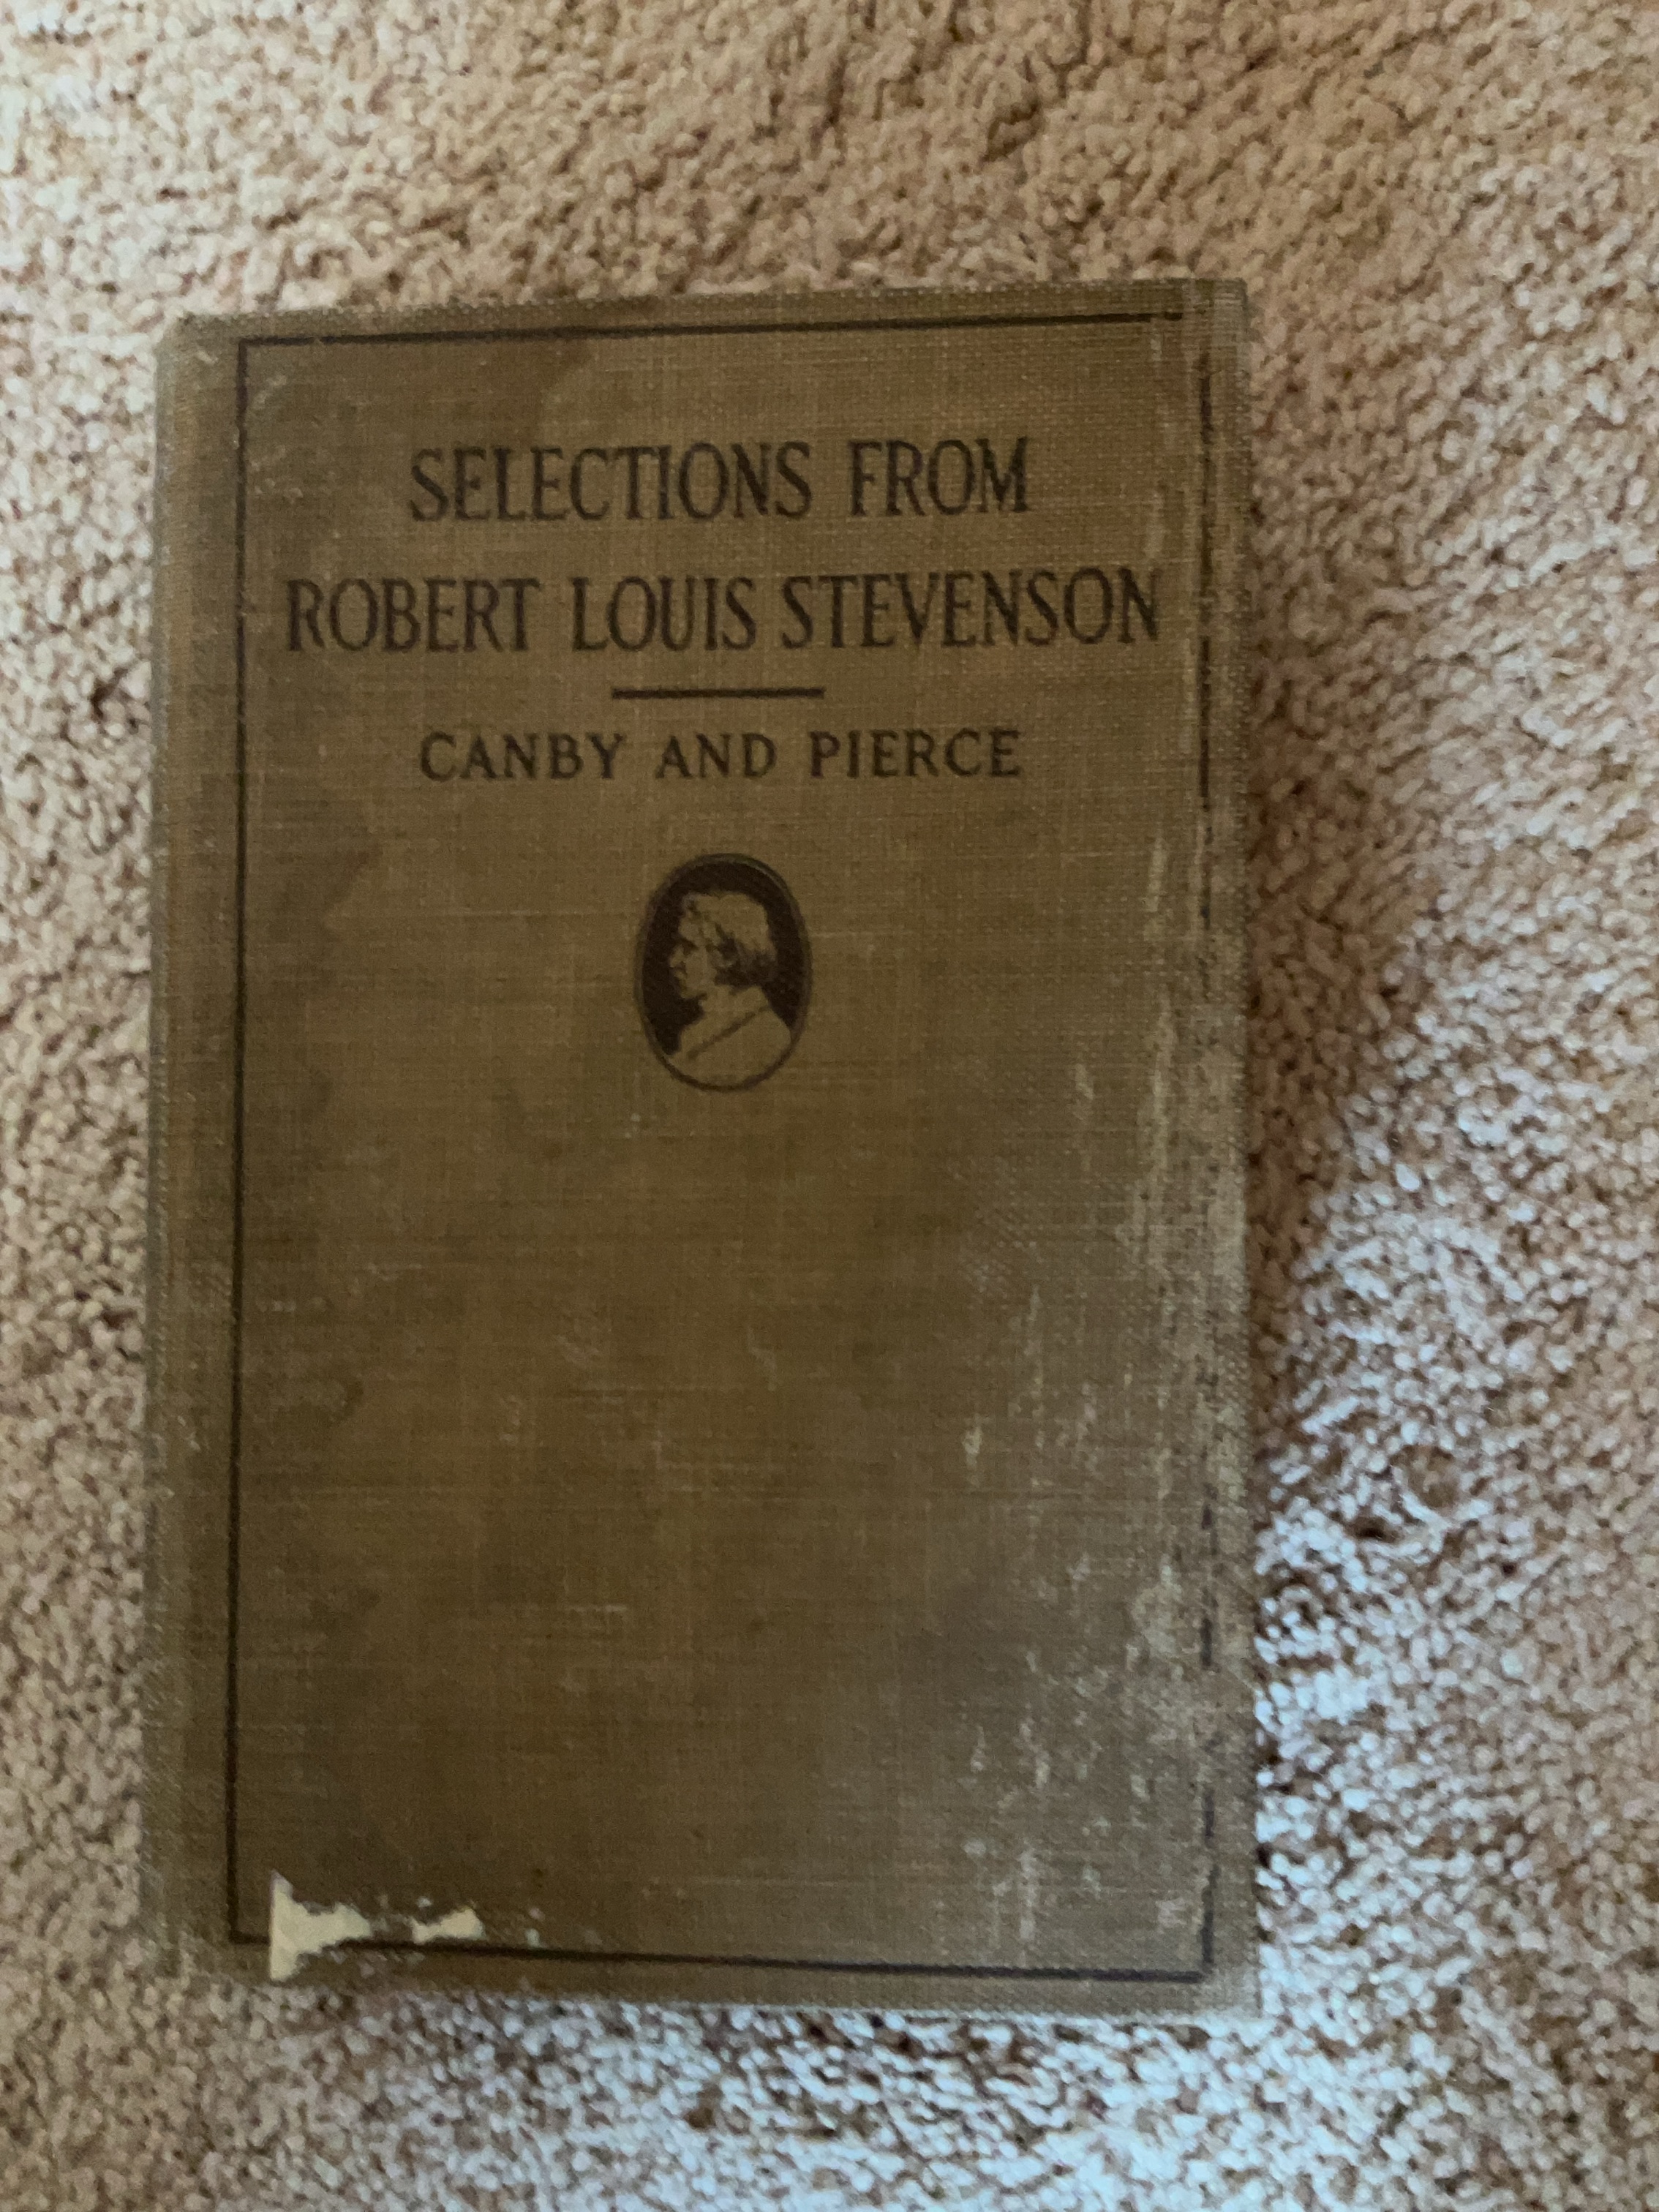 SELECTIONS FROM
ROBERT LOUIS STEVENSON
CANBY AND PIERCE